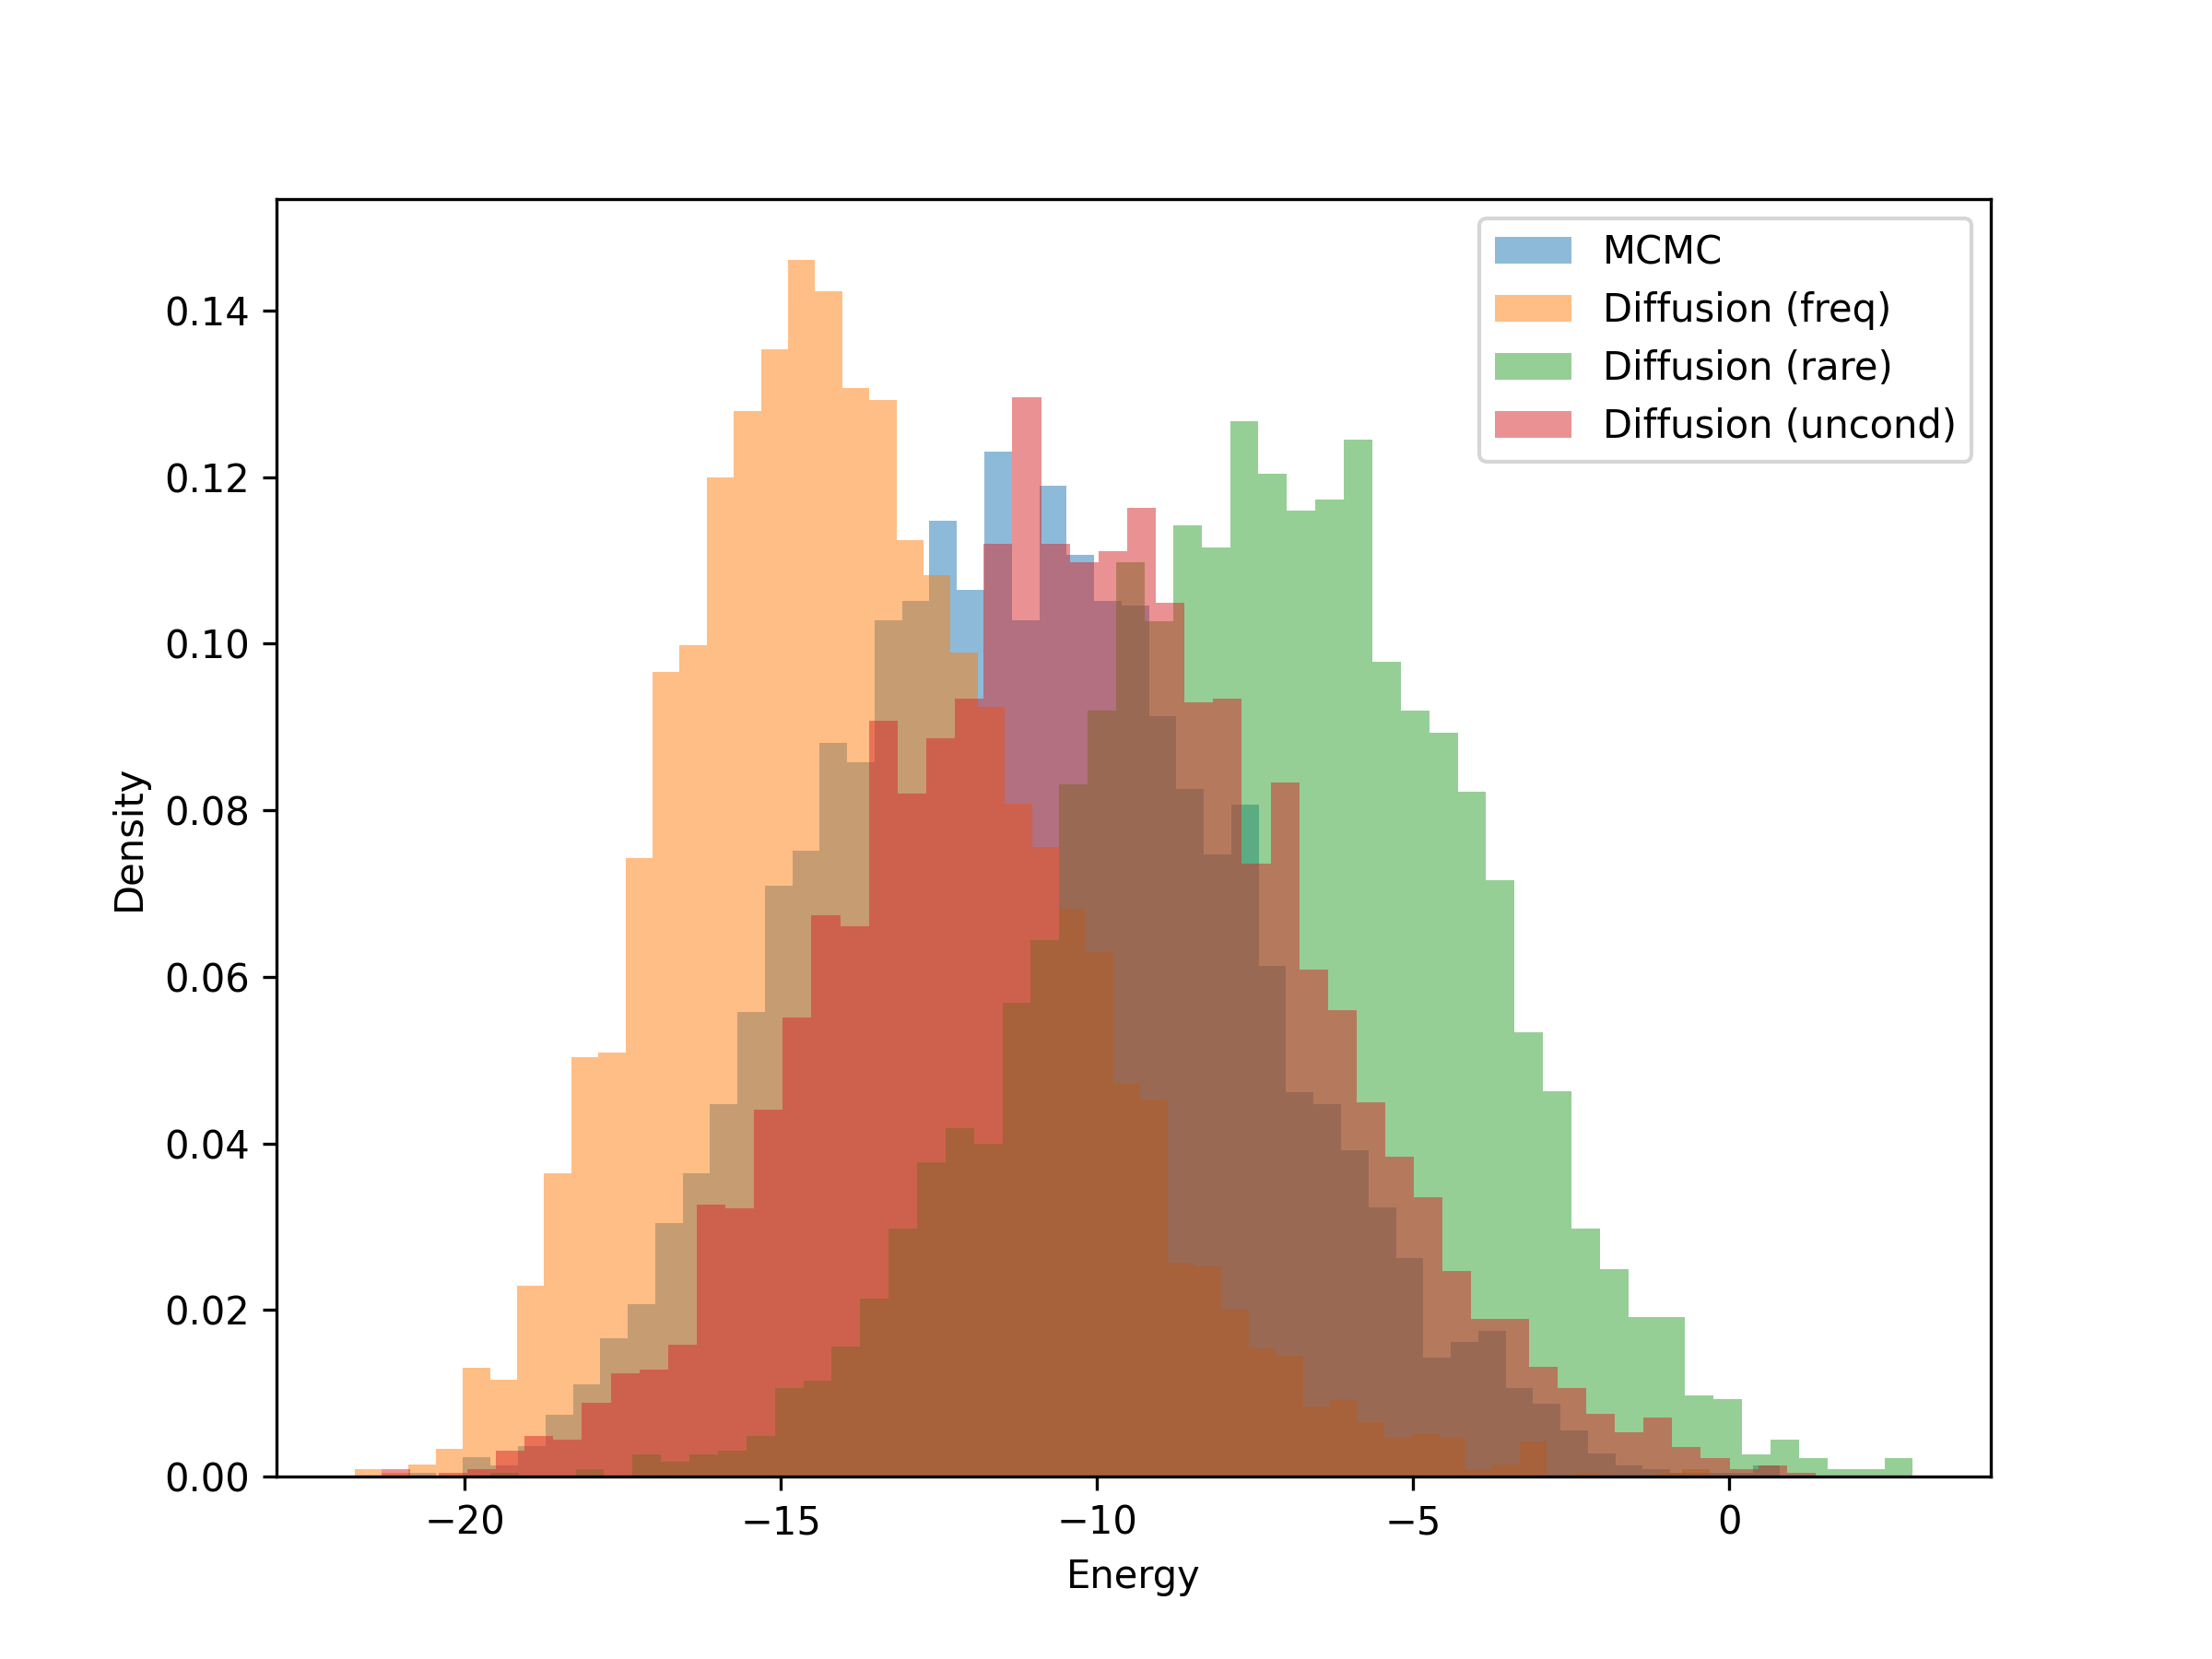 MCMC
Diffusion (freq)
Diffusion (rare)
Diffusion (uncond)
0.14
0.12
0.10
0.08
0.06
0.04
0.02
0.00
Density
−20 −15 −10 −5 0
Energy